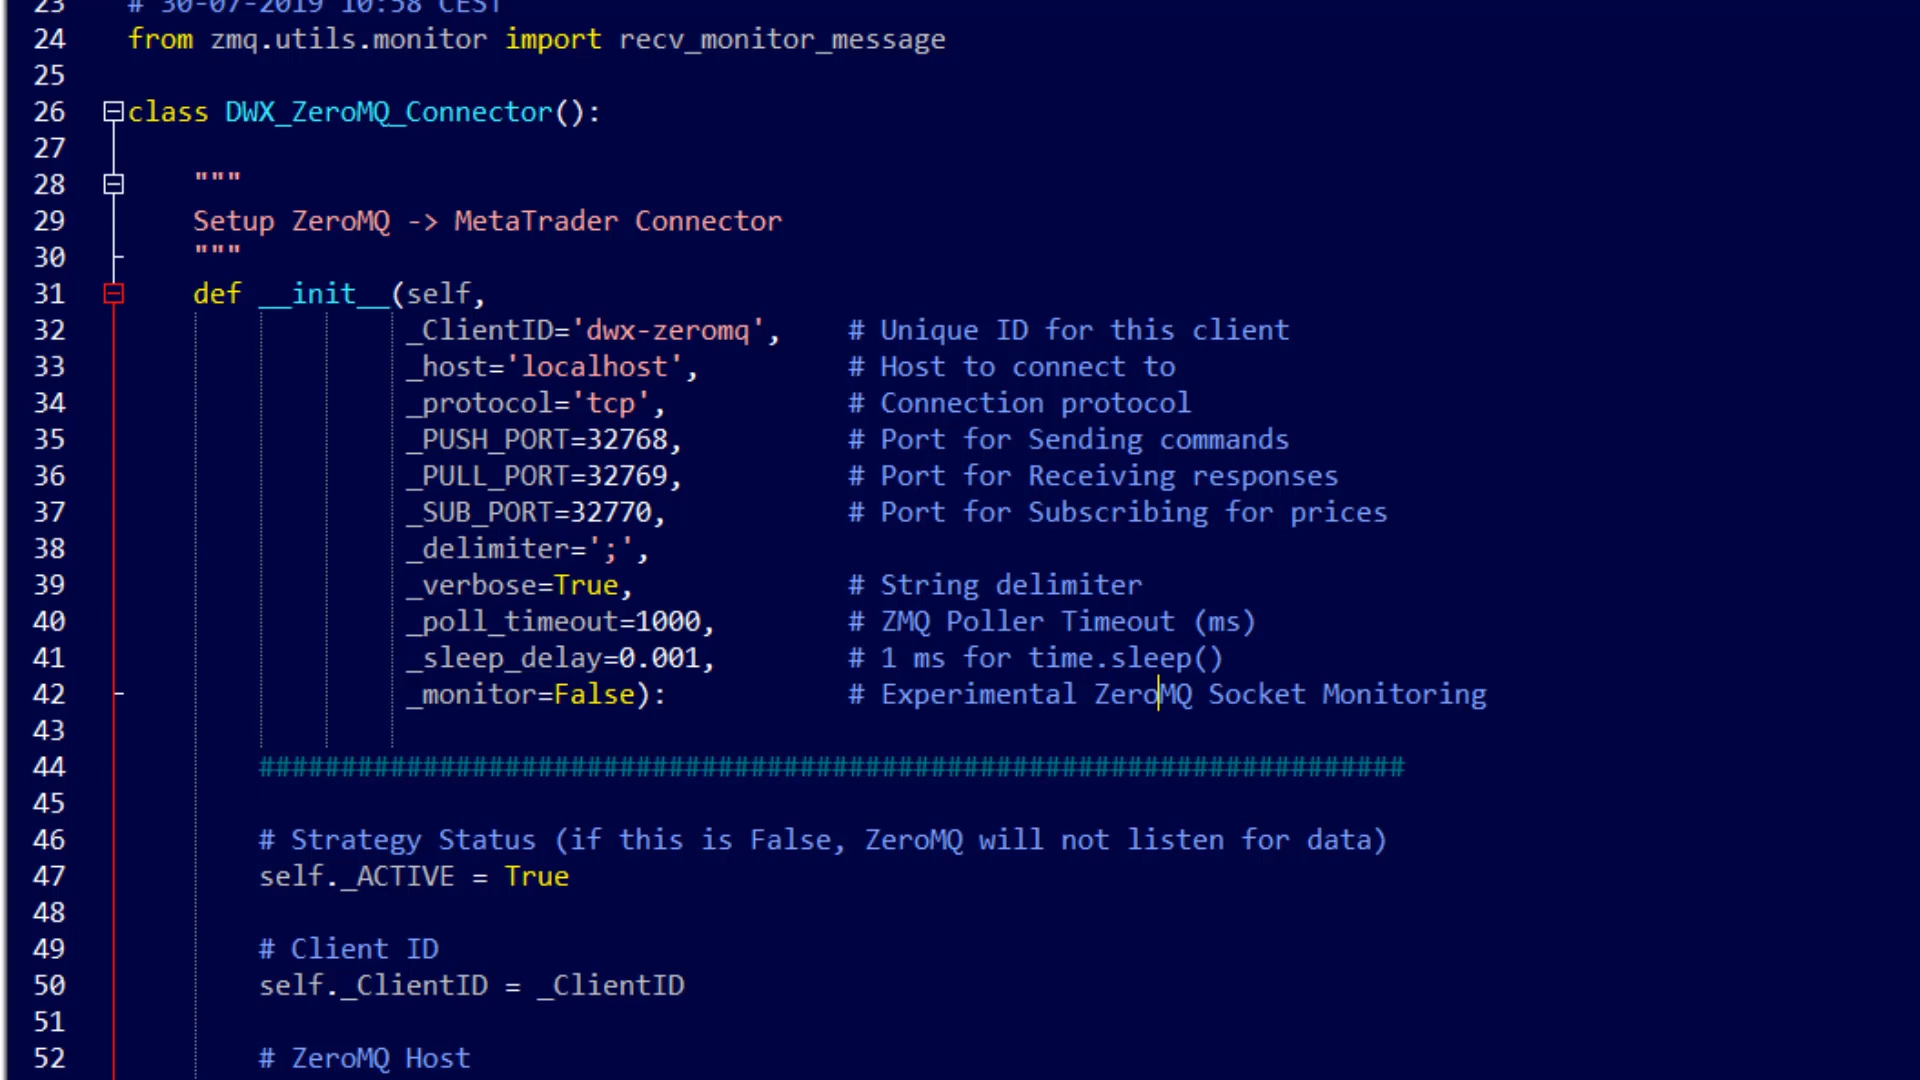 23 # 30-07-2019 10:58 CEST
24 from zmq.utils.monitor import recv_monitor_message
25
26 class DWX_ZeroMQ_Connector():
27
28 """
29 Setup ZeroMQ -> MetaTrader Connector
30 """
31 def __init__(self,
32 _ClientID='dwx-zeromq', # Unique ID for this client
33 _host='localhost', # Host to connect to
34 _protocol='tcp', # Connection protocol
35 _PUSH_PORT=32768, # Port for Sending commands
36 _PULL_PORT=32769, # Port for Receiving responses
37 _SUB_PORT=32770, # Port for Subscribing for prices
38 _delimiter=';',
39 _verbose=True, # String delimiter
40 _poll_timeout=1000, # ZMQ Poller Timeout (ms)
41 _sleep_delay=0.001, # 1 ms for time.sleep()
42 _monitor=False): # Experimental ZeroMQ Socket Monitoring
43
44 ######################################################################
45
46 # Strategy Status (if this is False, ZeroMQ will not listen for data)
47 self._ACTIVE = True
48
49 # Client ID
50 self._ClientID = _ClientID
51
52 # ZeroMQ Host